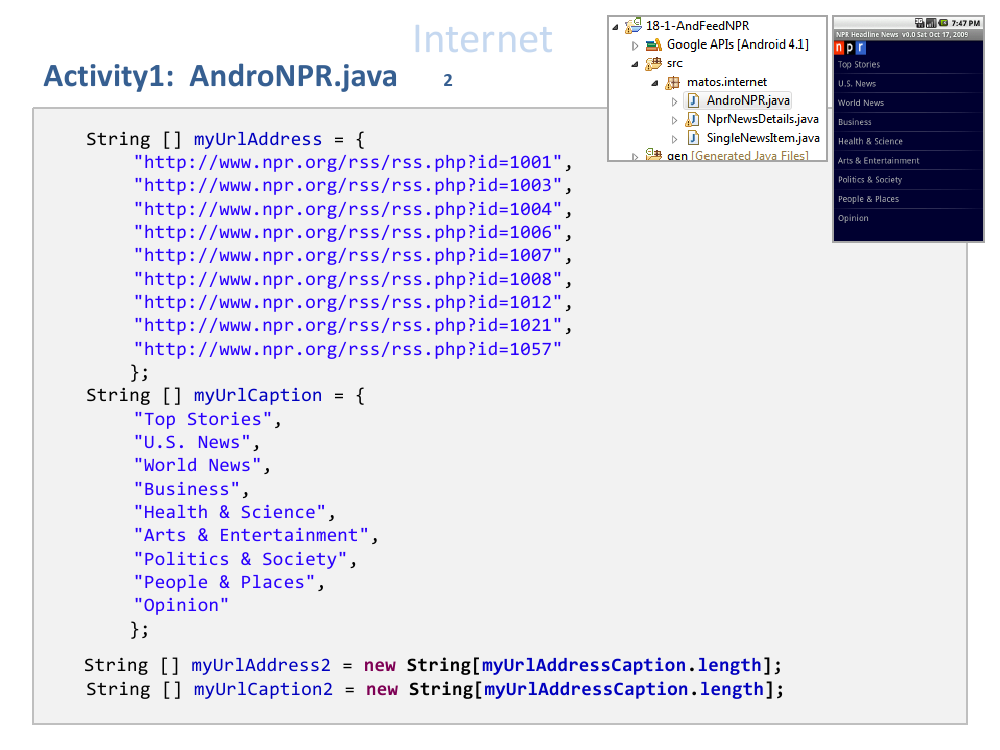 Internet
Activity1: AndroNPR.java 2
18-1-AndFeedNPR
Google APIs [Android 4.1]
src
matos.internet
AndroNPR.java
NprNewsDetails.java
SingleNewsItem.java
gen [Generated Java Files]
7:47 PM
NPR Headline News v0.0 Sat Oct 17, 2009
n p r
Top Stories
U.S. News
World News
Business
Health & Science
Arts & Entertainment
Politics & Society
People & Places
Opinion
String [] myUrlAddress = {
"http://www.npr.org/rss/rss.php?id=1001",
"http://www.npr.org/rss/rss.php?id=1003",
"http://www.npr.org/rss/rss.php?id=1004",
"http://www.npr.org/rss/rss.php?id=1006",
"http://www.npr.org/rss/rss.php?id=1007",
"http://www.npr.org/rss/rss.php?id=1008",
"http://www.npr.org/rss/rss.php?id=1012",
"http://www.npr.org/rss/rss.php?id=1021",
"http://www.npr.org/rss/rss.php?id=1057"
};
String [] myUrlCaption = {
"Top Stories",
"U.S. News",
"World News",
"Business",
"Health & Science",
"Arts & Entertainment",
"Politics & Society",
"People & Places",
"Opinion"
};
String [] myUrlAddress2 = new String[myUrlAddressCaption.length];
String [] myUrlCaption2 = new String[myUrlAddressCaption.length];